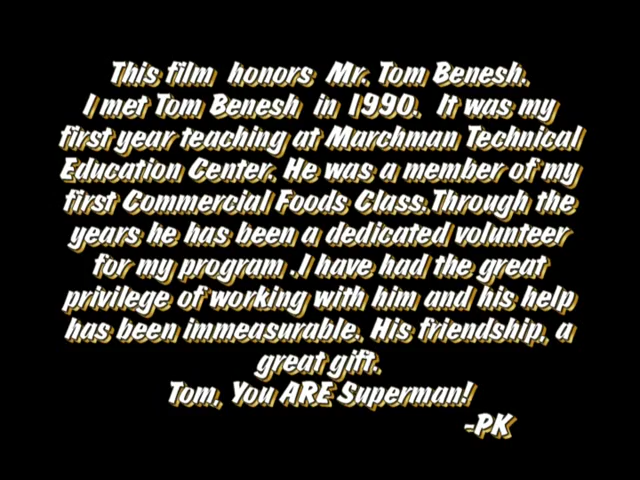 This film honors Mr. Tom Benesh.
I met Tom Benesh in 1990. It was my
first year teaching at Marchman Technical
Education Center. He was a member of my
first Commercial Foods Class.Through the
years he has been a dedicated volunteer
for my program .I have had the great
privilege of working with him and his help
has been immeasurable. His friendship, a
great gift.
Tom, You ARE Superman!
-PK